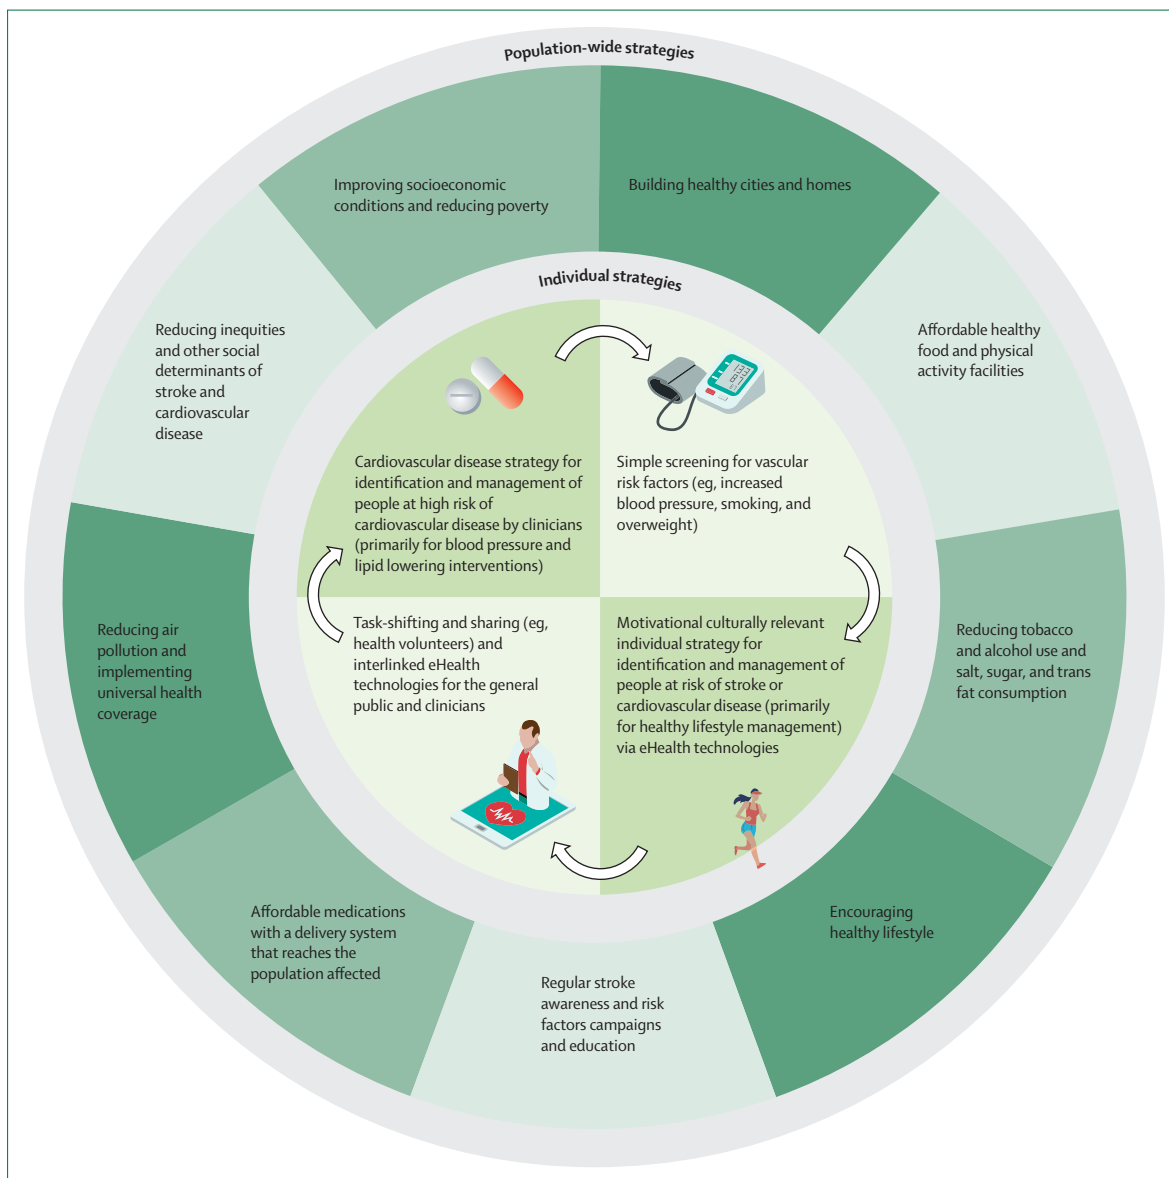 Population-wide strategies
Improving socioeconomic
conditions and reducing poverty
Building healthy cities and homes
Affordable healthy
food and physical
activity facilities
Reducing tobacco
and alcohol use and
salt, sugar, and trans
fat consumption
Encouraging
healthy lifestyle
Regular stroke
awareness and risk
factors campaigns
and education
Affordable medications
with a delivery system
that reaches the
population affected
Reducing air
pollution and
implementing
universal health
coverage
Reducing inequities
and other social
determinants of
stroke and
cardiovascular
disease
Individual strategies
Cardiovascular disease strategy for
identification and management of
people at high risk of
cardiovascular disease by clinicians
(primarily for blood pressure and
lipid lowering interventions)
Simple screening for vascular
risk factors (eg, increased
blood pressure, smoking, and
overweight)
Motivational culturally relevant
individual strategy for
identification and management of
people at risk of stroke or
cardiovascular disease (primarily
for healthy lifestyle management)
via eHealth technologies
Task-shifting and sharing (eg,
health volunteers) and
interlinked eHealth
technologies for the general
public and clinicians